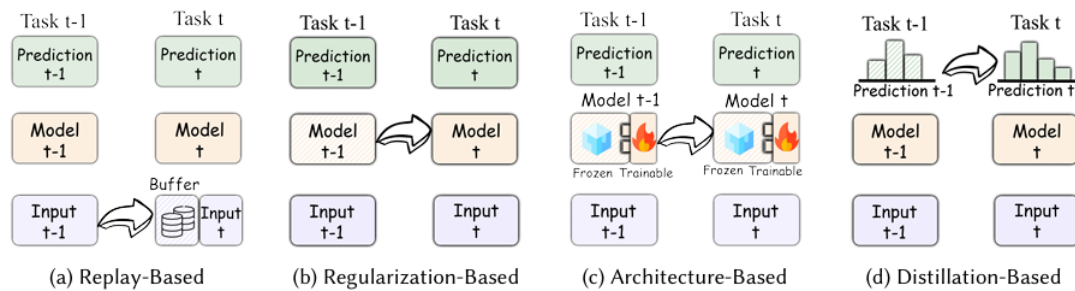 Task t-1
Task t
Prediction
t-1
Prediction
t
Model
t-1
Model
t
Buffer
Input
t-1
Input
t
(a) Replay-Based
Task t-1
Task t
Prediction
t-1
Prediction
t
Model
t-1
Model
t
Input
t-1
Input
t
(b) Regularization-Based
Task t-1
Task t
Prediction
t-1
Prediction
t
Model t-1
Model t
Frozen Trainable
Frozen Trainable
Input
t-1
Input
t
(c) Architecture-Based
Task t-1
Task t
Prediction t-1
Prediction t
Model
t-1
Model
t
Input
t-1
Input
t
(d) Distillation-Based